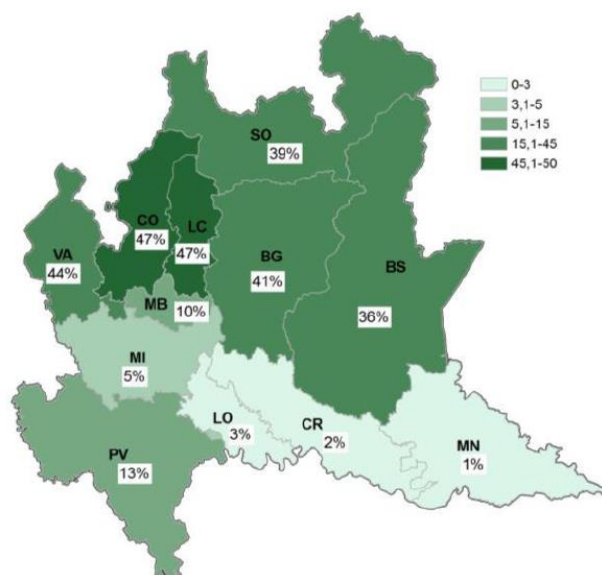 0-3
3,1-5
5,1-15
15,1-45
45,1-50
SO
39%
CO
47%
LC
47%
VA
44%
BG
41%
BS
36%
MB
10%
MI
5%
LO
3%
CR
2%
MN
1%
PV
13%